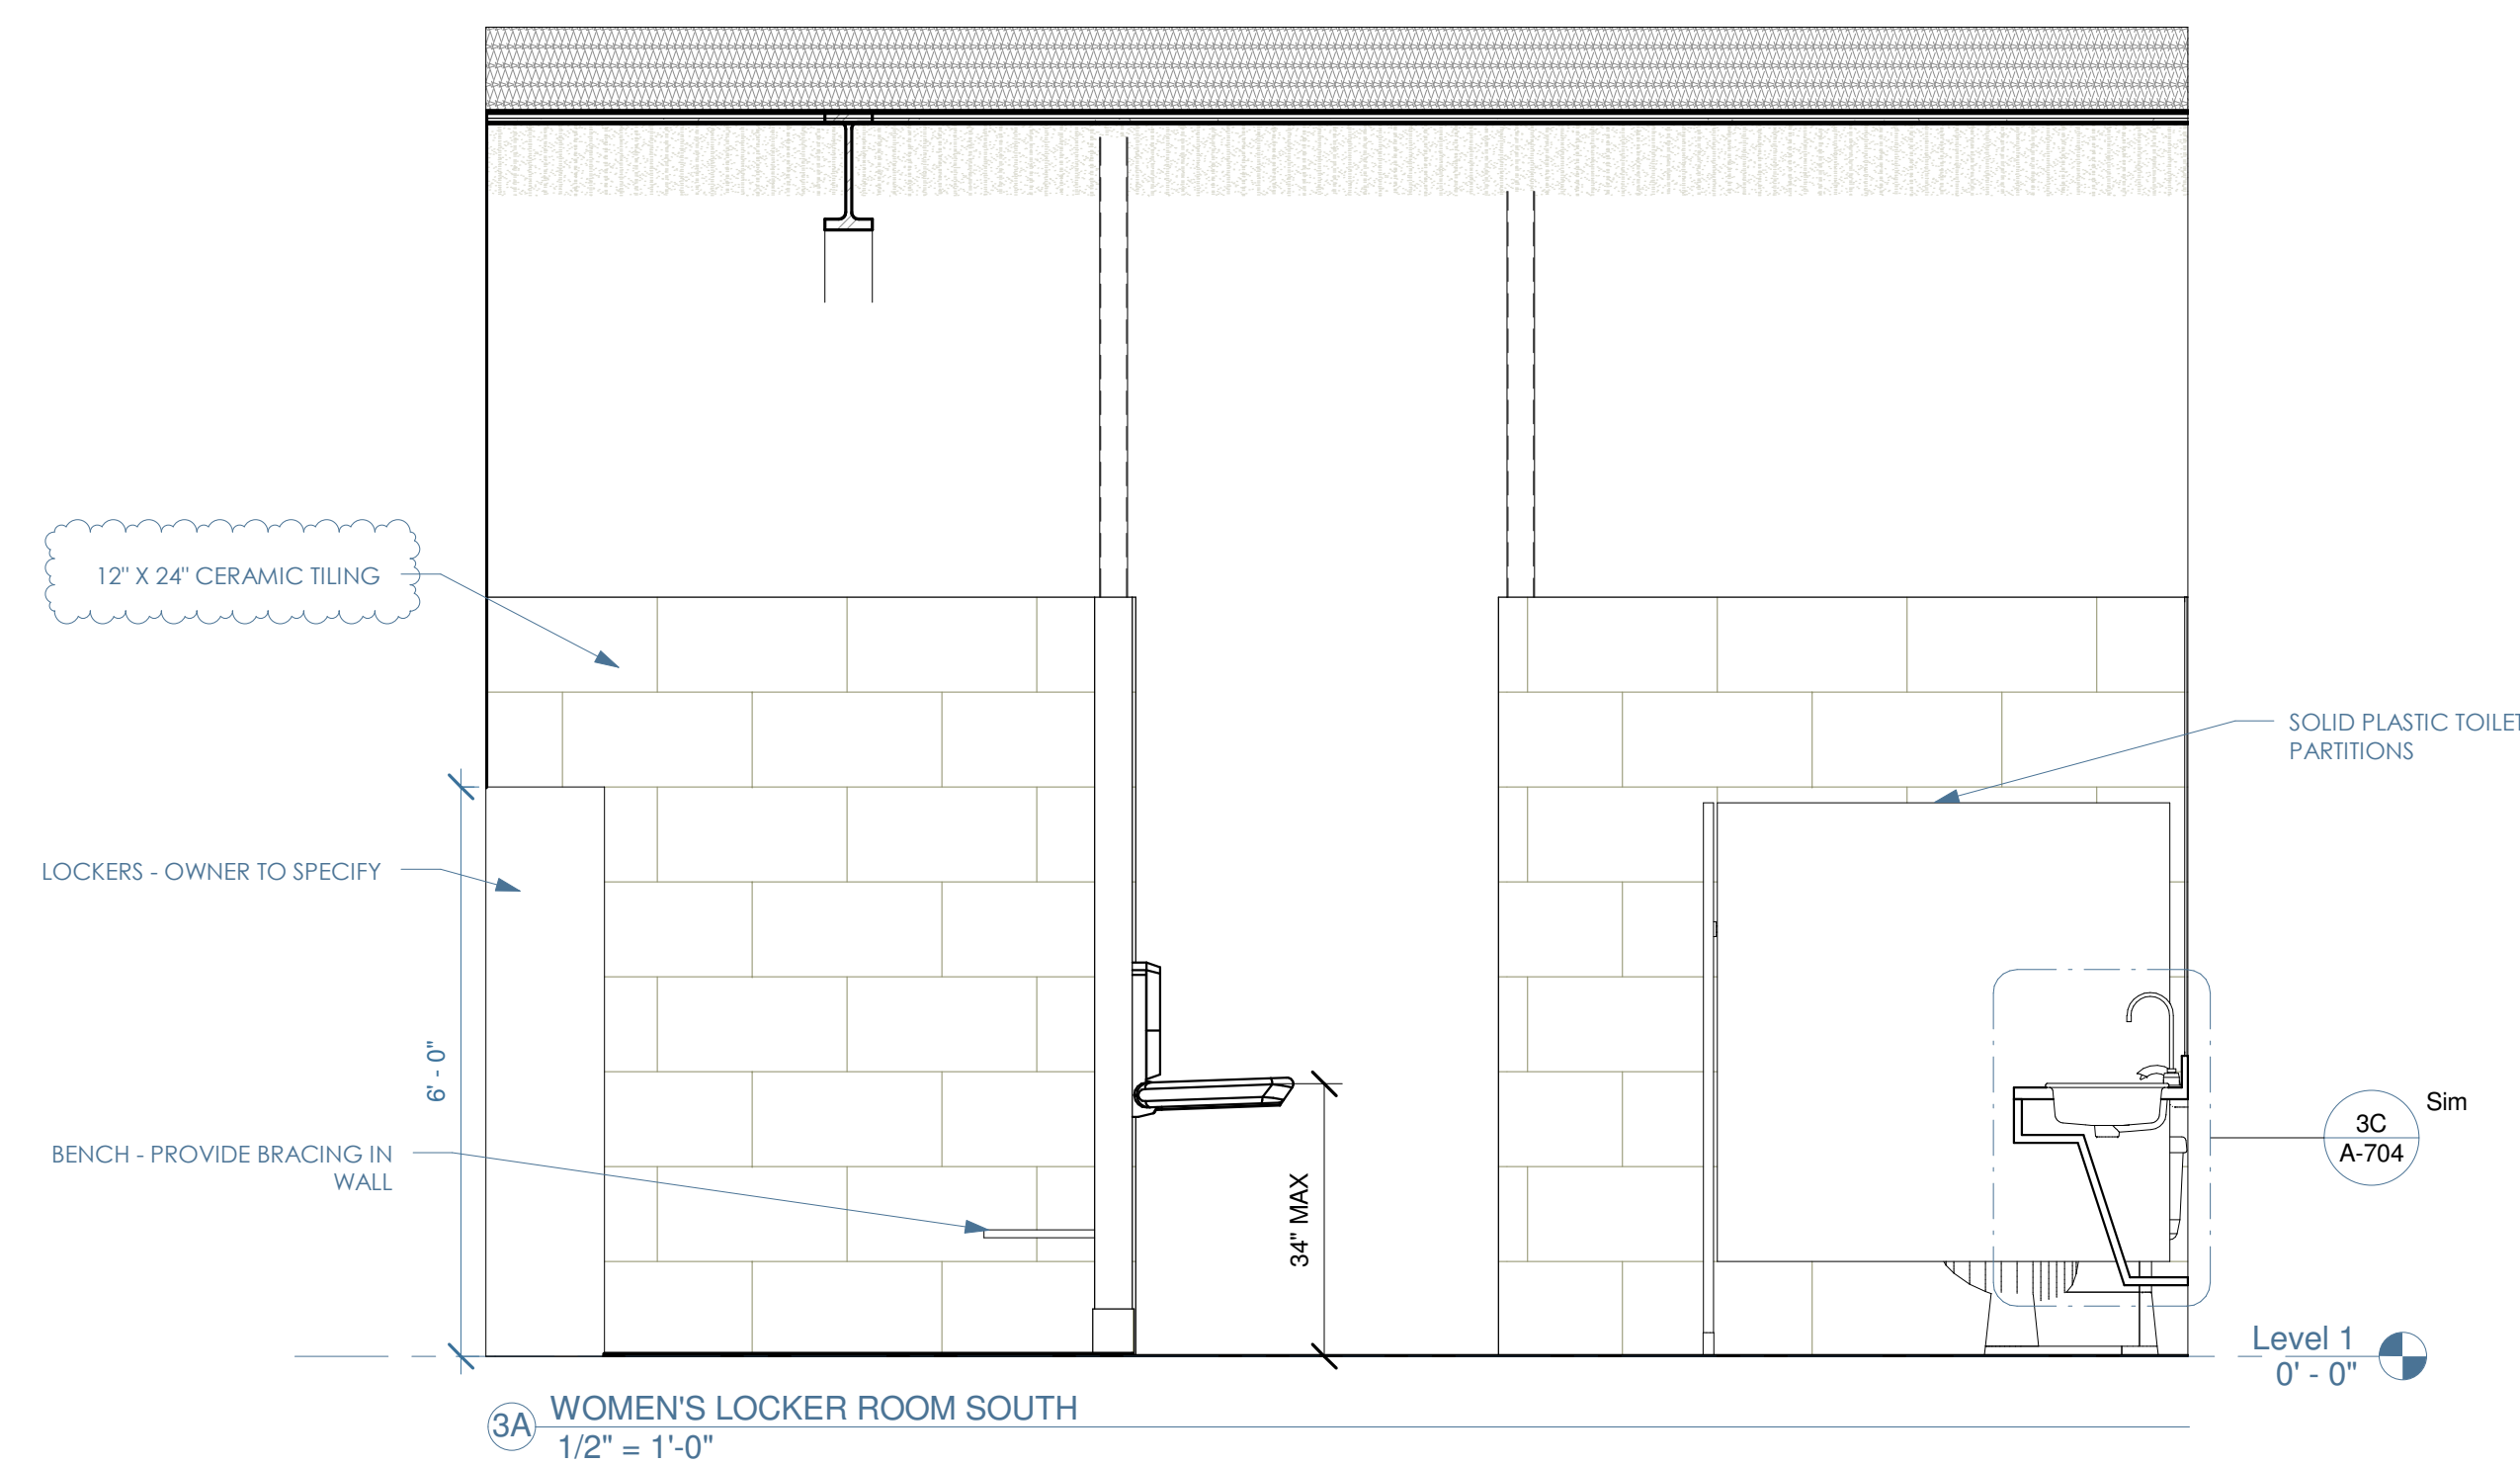 12" X 24" CERAMIC TILING
SOLID PLASTIC TOILET
PARTITIONS
LOCKERS - OWNER TO SPECIFY
6' - 0"
BENCH - PROVIDE BRACING IN
WALL
34" MAX
Sim
3C
A-704
Level 1
0' - 0"
3A
WOMEN'S LOCKER ROOM SOUTH
1/2" = 1'-0"